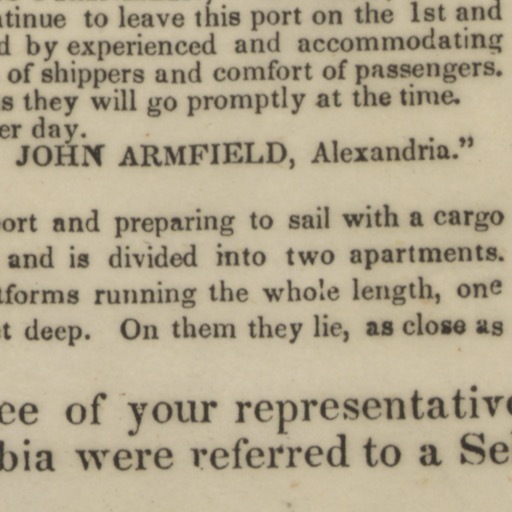 tinue to leave this port on the 1st and
d by experienced and accommodating
of shippers and comfort of passengers.
s they will go promptly at the time.
er day.
JOHN ARMFIELD, Alexandria.”
ort and preparing to sail with a cargo
and is divided into two apartments.
forms running the whole length, one
t deep. On them they lie, as close as
ce of your representative
bia were referred to a Se